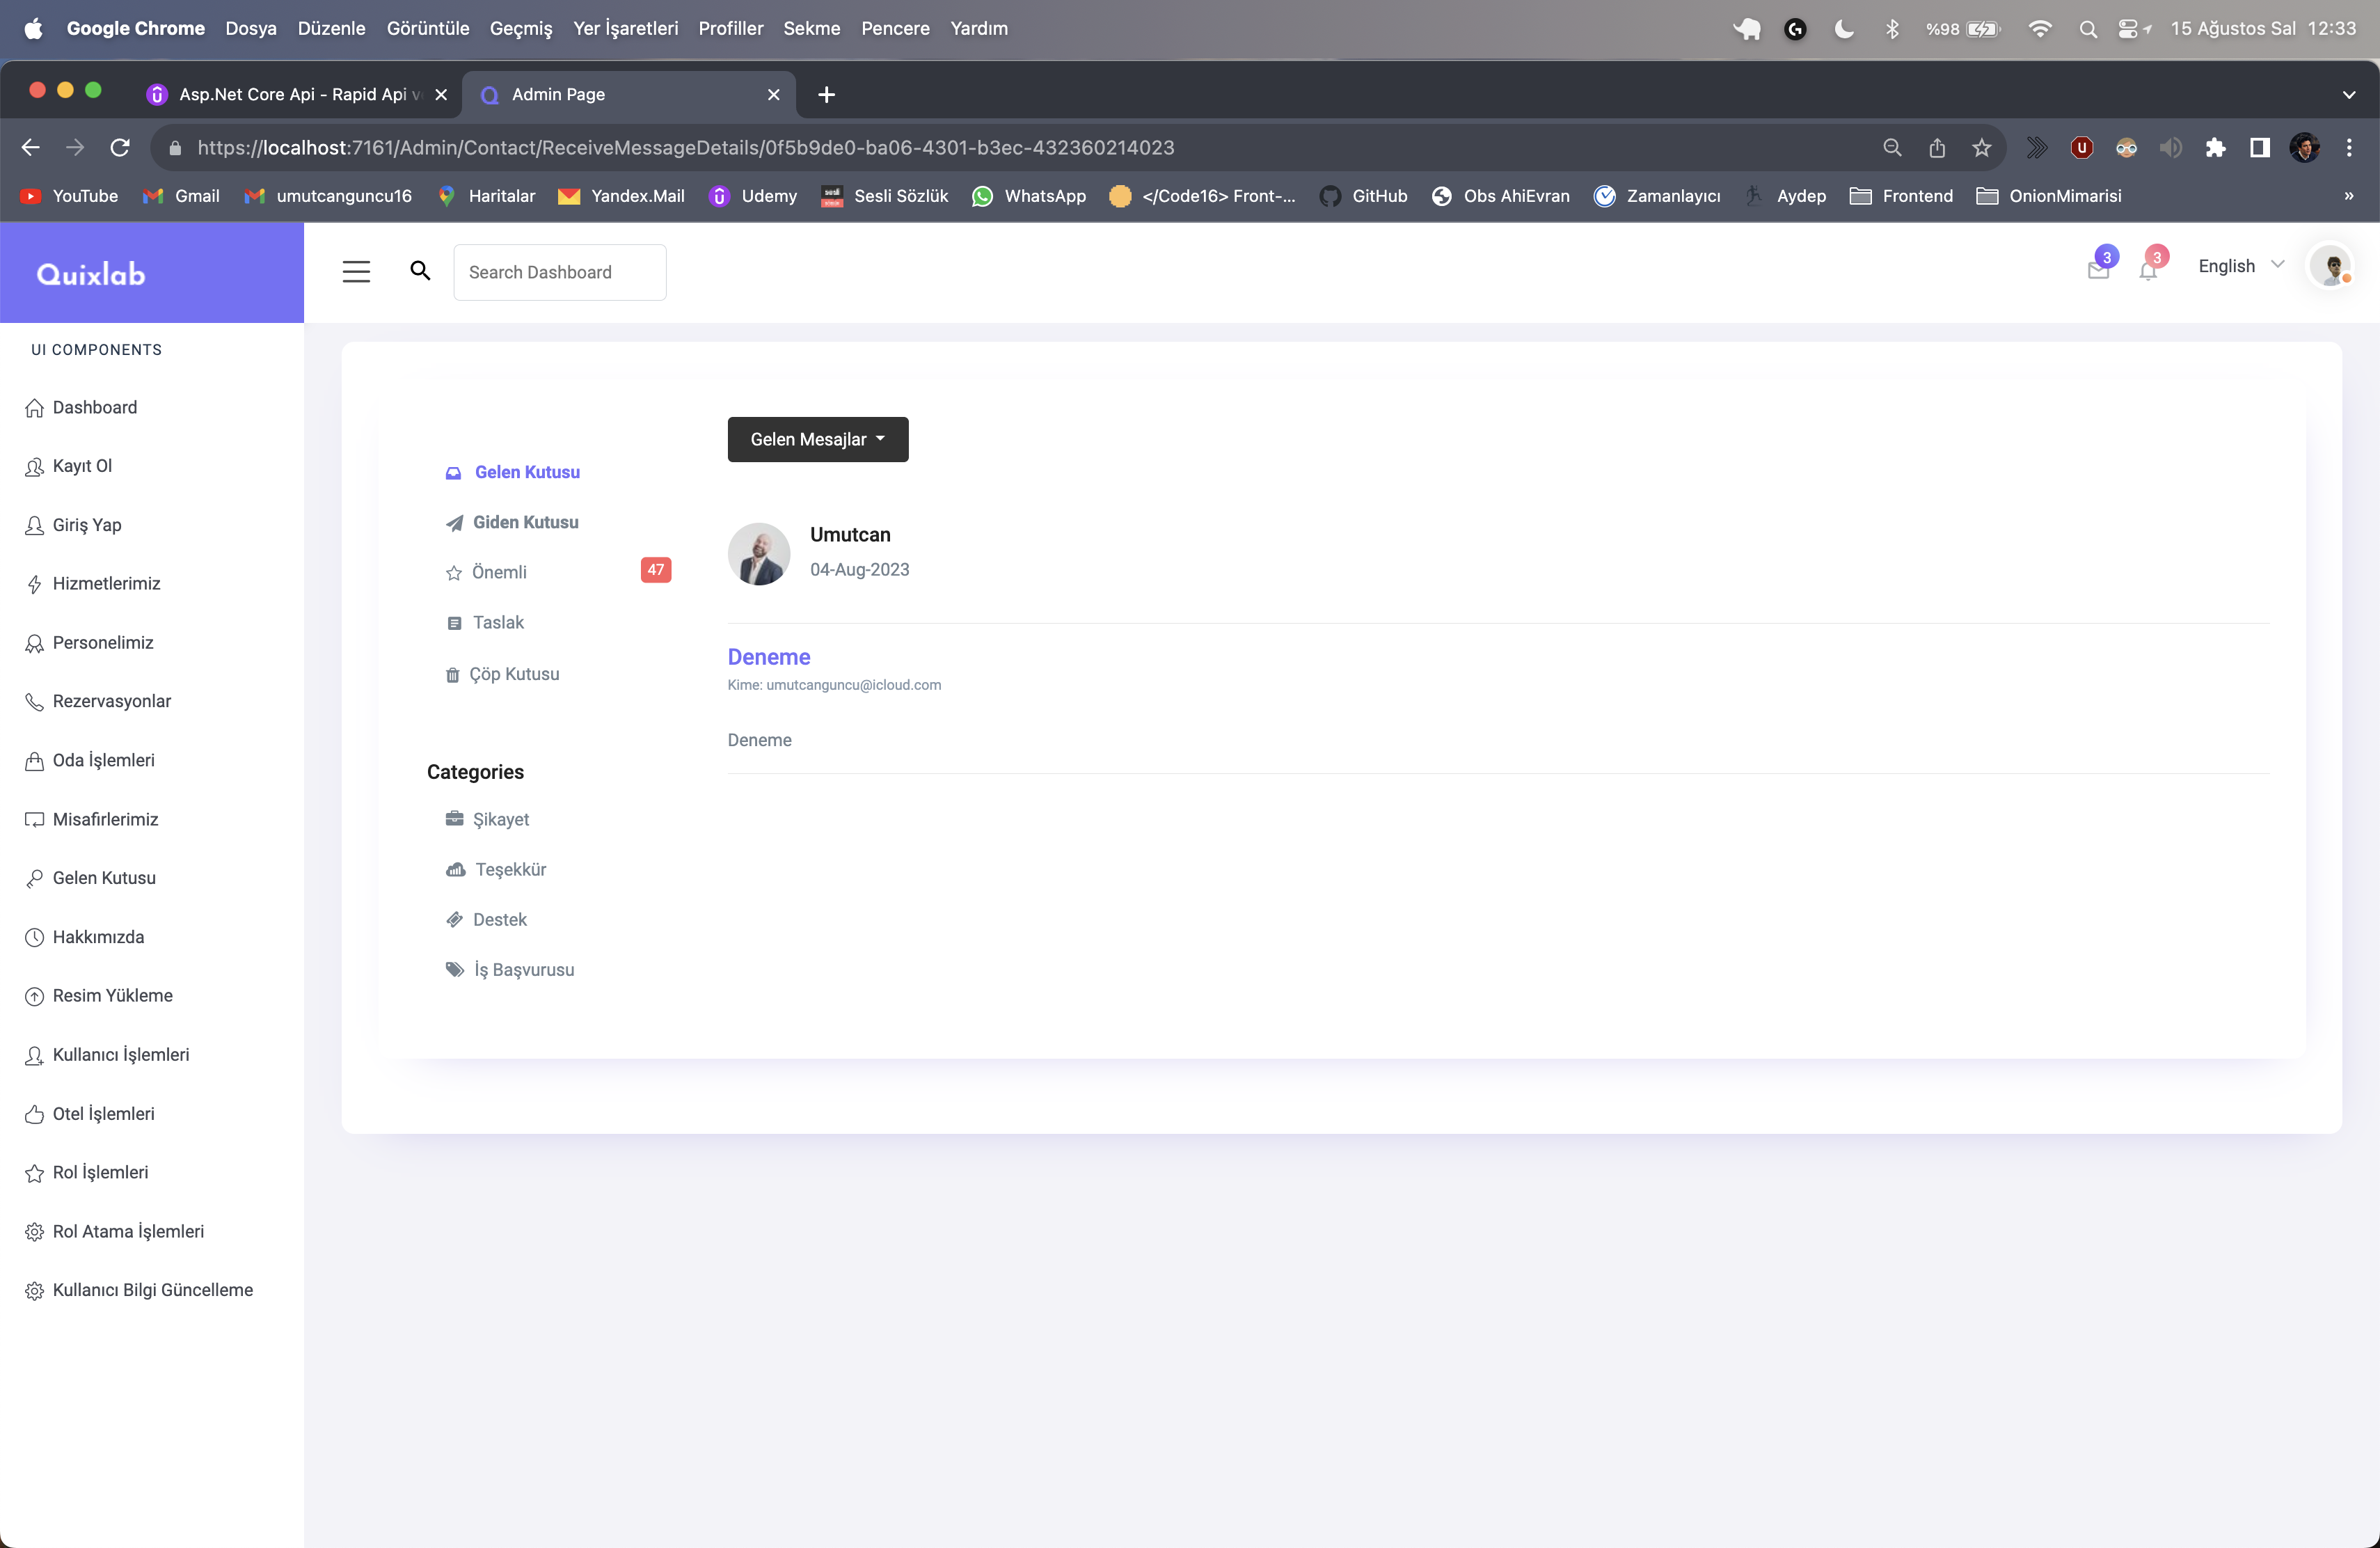 Google Chrome Dosya Düzenle Görüntüle Geçmiş Yer İşaretleri Profiller Sekme Pencere Yardım %98 15 Ağustos Sal 12:33
Asp.Net Core Api - Rapid Api v Admin Page
https://localhost:7161/Admin/Contact/ReceiveMessageDetails/0f5b9de0-ba06-4301-b3ec-432360214023
YouTube Gmail umutcanguncu16 Haritalar Yandex.Mail Udemy Sesli Sözlük WhatsApp </Code16> Front-... GitHub Obs AhiEvran Zamanlayıcı Aydep Frontend OnionMimarisi »
Quixlab
Search Dashboard
3
3
English
UI COMPONENTS
Dashboard
Kayıt Ol
Giriş Yap
Hizmetlerimiz
Personelimiz
Rezervasyonlar
Oda İşlemleri
Misafirlerimiz
Gelen Kutusu
Hakkımızda
Resim Yükleme
Kullanıcı İşlemleri
Otel İşlemleri
Rol İşlemleri
Rol Atama İşlemleri
Kullanıcı Bilgi Güncelleme
Gelen Kutusu
Giden Kutusu
Önemli 47
Taslak
Çöp Kutusu
Categories
Şikayet
Teşekkür
Destek
İş Başvurusu
Gelen Mesajlar
Umutcan
04-Aug-2023
Deneme
Kime: umutcanguncu@icloud.com
Deneme